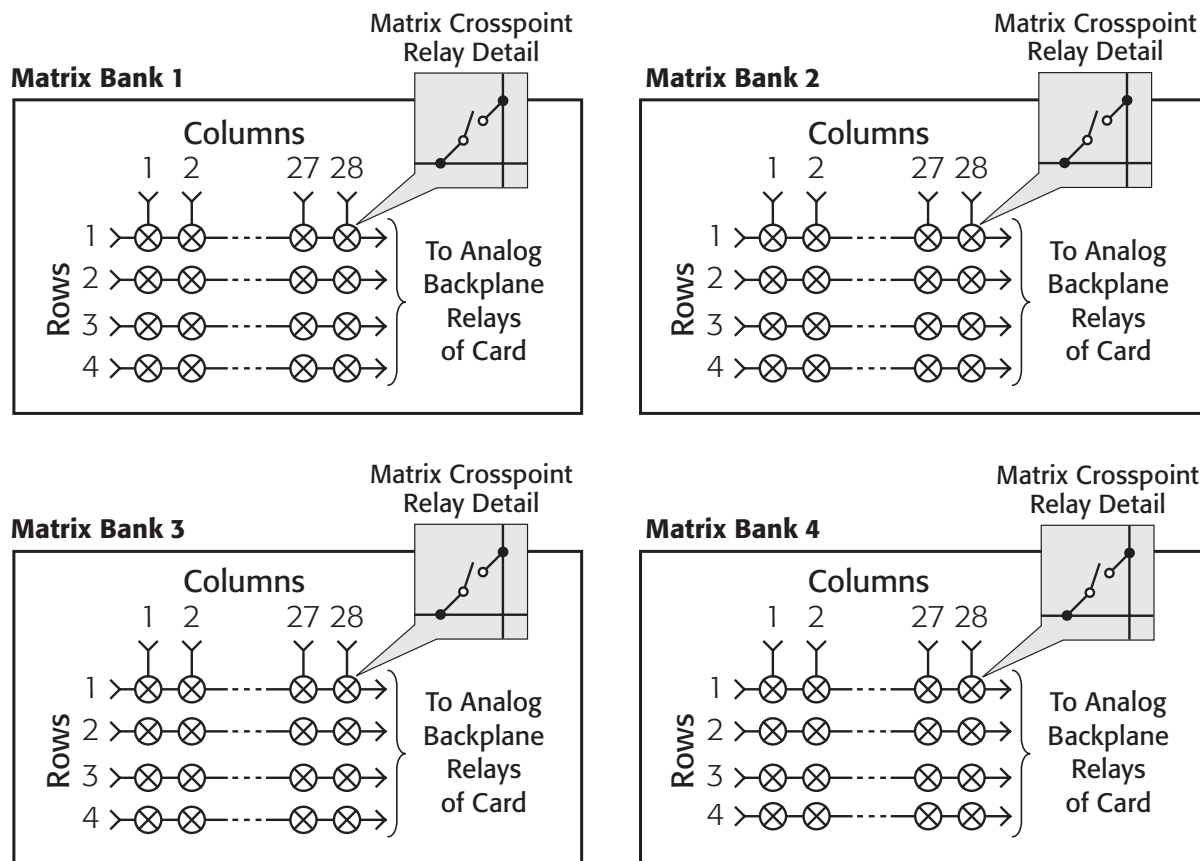 Matrix Crosspoint
Relay Detail
Matrix Bank 1
Columns
1 2 27 28
Rows
1
2
3
4
To Analog
Backplane
Relays
of Card
Matrix Crosspoint
Relay Detail
Matrix Bank 2
Columns
1 2 27 28
Rows
1
2
3
4
To Analog
Backplane
Relays
of Card
Matrix Crosspoint
Relay Detail
Matrix Bank 3
Columns
1 2 27 28
Rows
1
2
3
4
To Analog
Backplane
Relays
of Card
Matrix Crosspoint
Relay Detail
Matrix Bank 4
Columns
1 2 27 28
Rows
1
2
3
4
To Analog
Backplane
Relays
of Card